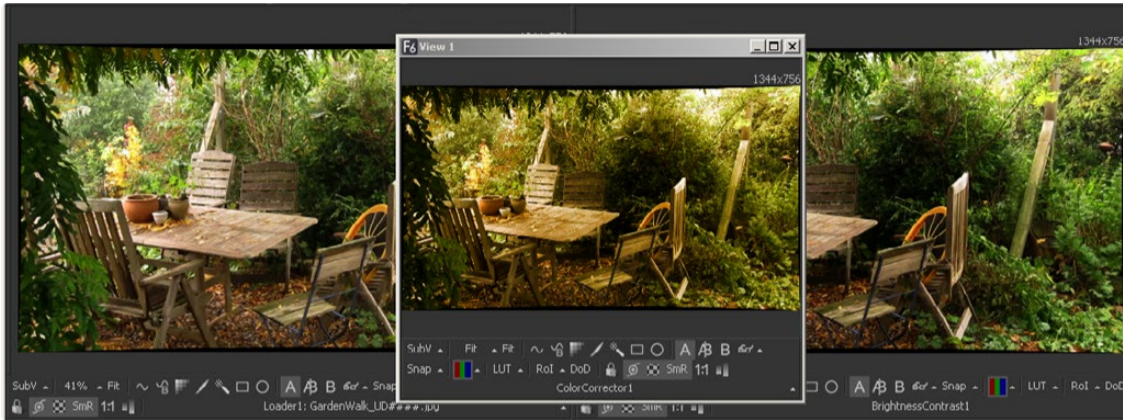 F6 View 1
1344x756
1344x756
SubV Fit Fit A A/B B
Snap LUT RoI DoD SmR 1:1
ColorCorrector1
SubV 41% Fit A A/B B Snap
SmR 1:1
Loader1: GardenWalk_UD####.jpg
A A/B B Snap LUT RoI
SmR 1:1
BrightnessContrast1